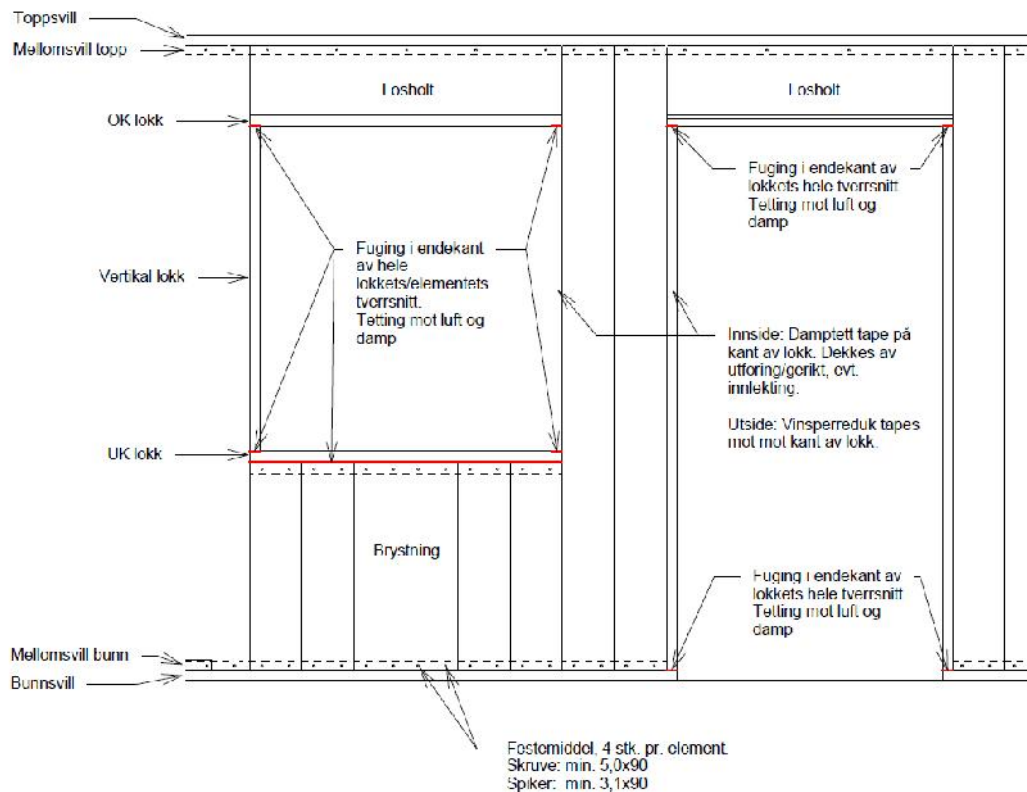 Toppsvill
Mellomsvill topp
Losholt
Losholt
OK lokk
Fuging i endekant av
lokkets hele tverrsnitt
Tetting mot luft og
damp
Vertikal lokk
Fuging i endekant
av hele
lokkets/elementets
tverrsnitt.
Tetting mot luft og
damp
Innside: Damptett tape på
kant av lokk. Dekkes av
utforing/gerikt, evt.
innlekting.
Utside: Vinsperreduk tapes
mot mot kant av lokk.
UK lokk
Brystning
Fuging i endekant av
lokkets hele tverrsnitt
Tetting mot luft og
damp
Mellomsvill bunn
Bunnsvill
Festemiddel, 4 stk. pr. element.
Skruve: min. 5,0x90
Spiker: min. 3,1x90